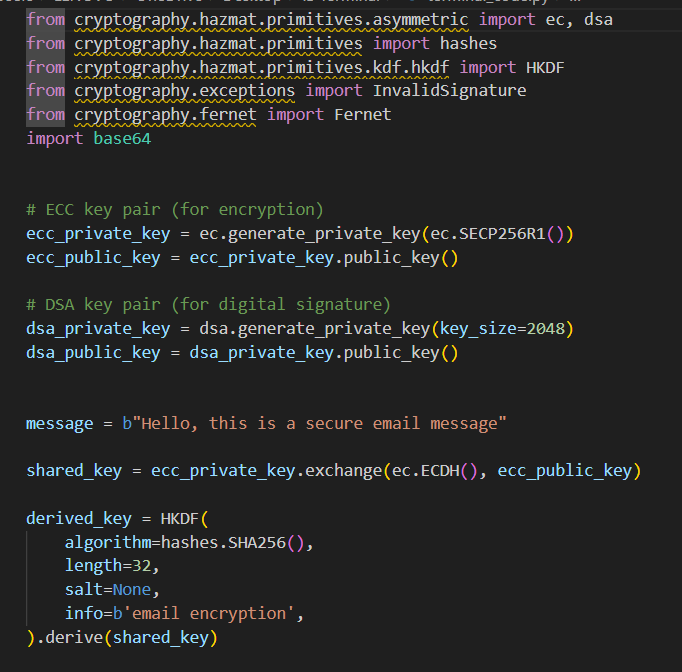 from cryptography.hazmat.primitives.asymmetric import ec, dsa
from cryptography.hazmat.primitives import hashes
from cryptography.hazmat.primitives.kdf.hkdf import HKDF
from cryptography.exceptions import InvalidSignature
from cryptography.fernet import Fernet
import base64
# ECC key pair (for encryption)
ecc_private_key = ec.generate_private_key(ec.SECP256R1())
ecc_public_key = ecc_private_key.public_key()
# DSA key pair (for digital signature)
dsa_private_key = dsa.generate_private_key(key_size=2048)
dsa_public_key = dsa_private_key.public_key()
message = b"Hello, this is a secure email message"
shared_key = ecc_private_key.exchange(ec.ECDH(), ecc_public_key)
derived_key = HKDF(
    algorithm=hashes.SHA256(),
    length=32,
    salt=None,
    info=b'email encryption',
).derive(shared_key)